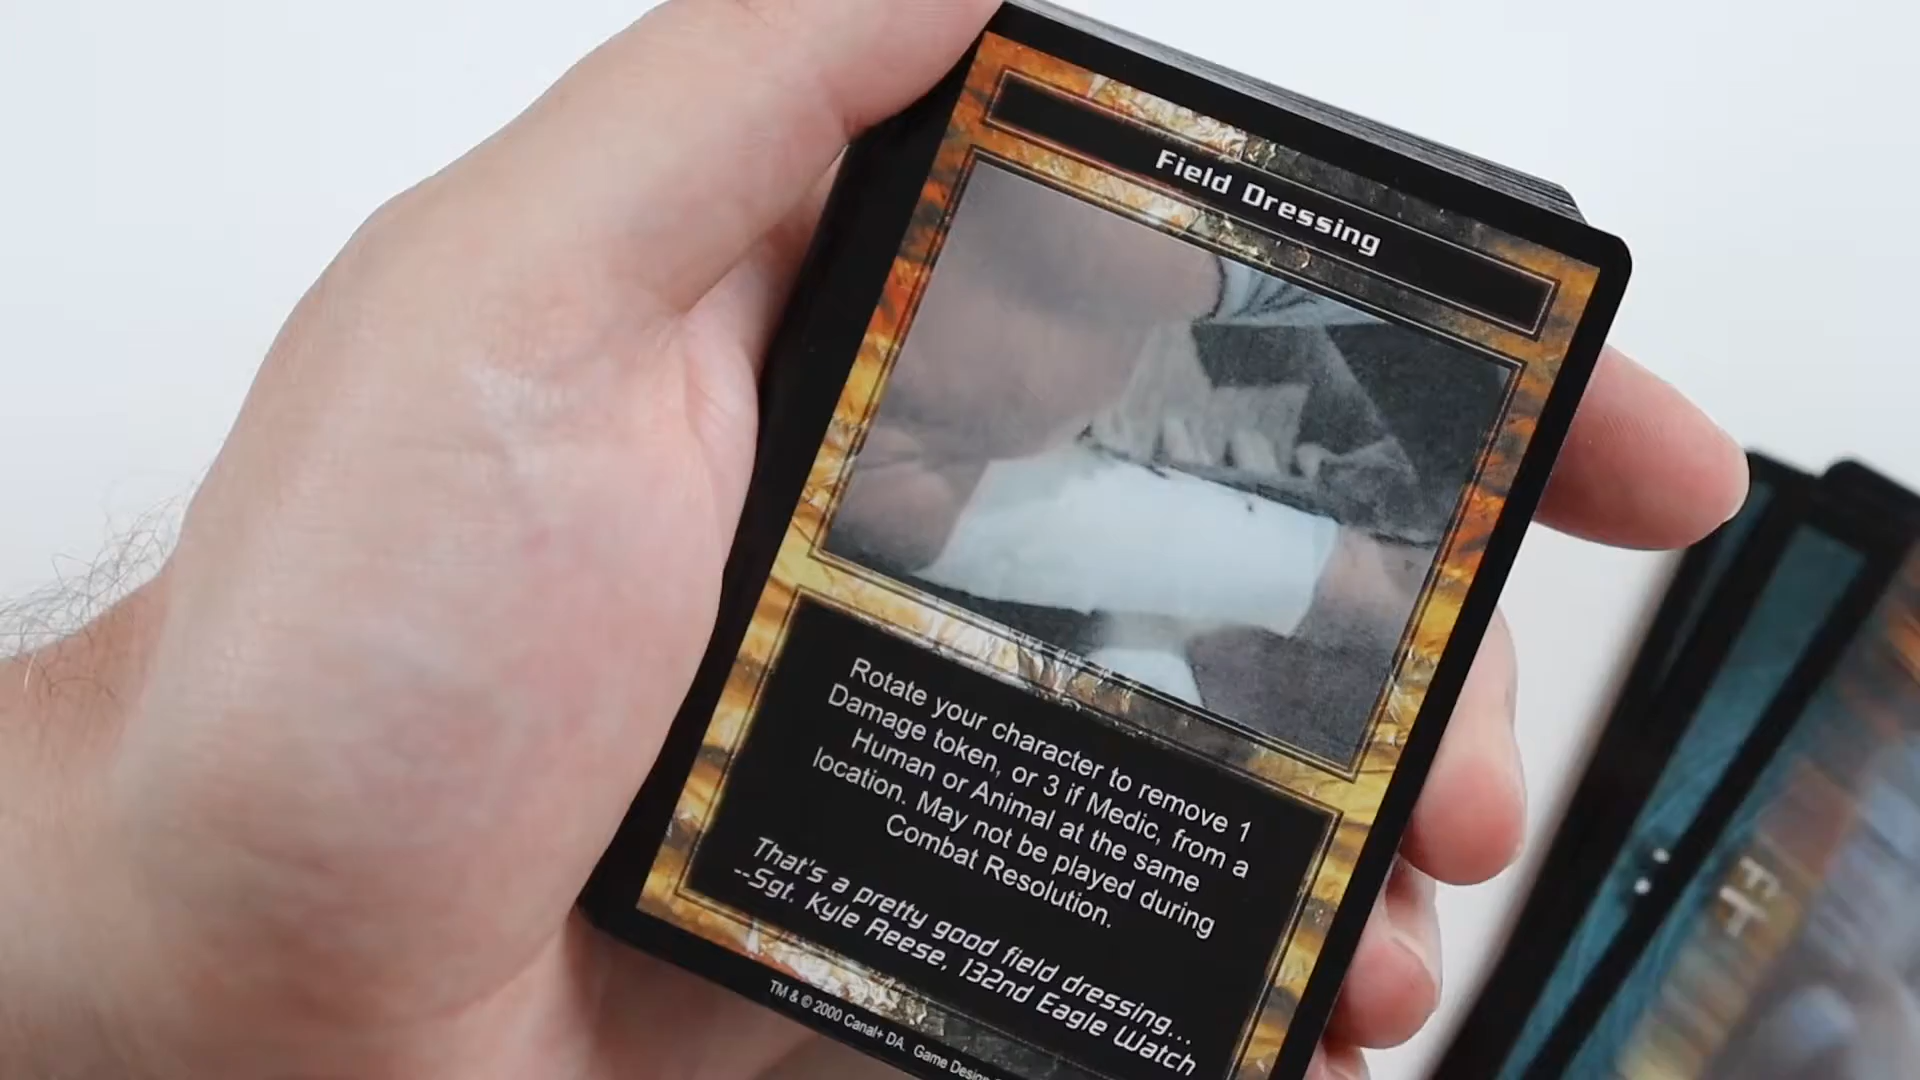 Field Dressing
Rotate your character to remove 1
Damage token, or 3 if Medic, from a
Human or Animal at the same
location. May not be played during
Combat Resolution.
That's a pretty good field dressing...
--Sgt. Kyle Reese, 132nd Eagle Watch
TM & © 2000 Canal+ DA. Game Design